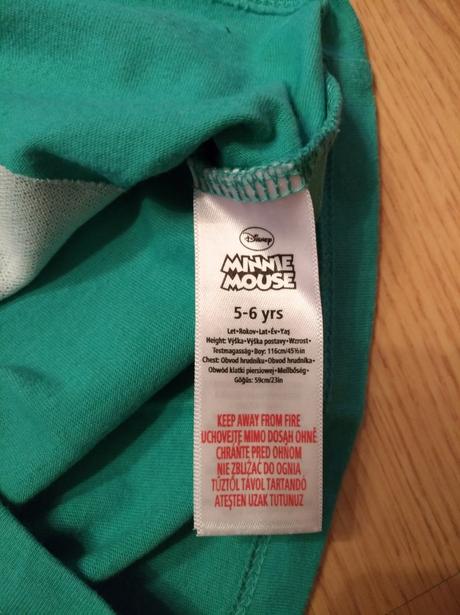 Disney
MINNIE
MOUSE
5-6 yrs
Let•Rokov•Lat•Év•Yaş
Height: Výška•Výška postavy•Wzrost•
Testmagasság•Boy: 116cm/45½in
Chest: Obvod hrudníku•Obvod hrudníka•
Obwód klatki piersiowej•Mellbőség•
Göğüs: 59cm/23in
KEEP AWAY FROM FIRE
UCHOVEJTE MIMO DOSAH OHNĚ
CHRÁŇTE PRED OHŇOM
NIE ZBLIŻAĆ DO OGNIA
TŰZTŐL TÁVOL TARTANDÓ
ATEŞTEN UZAK TUTUNUZ